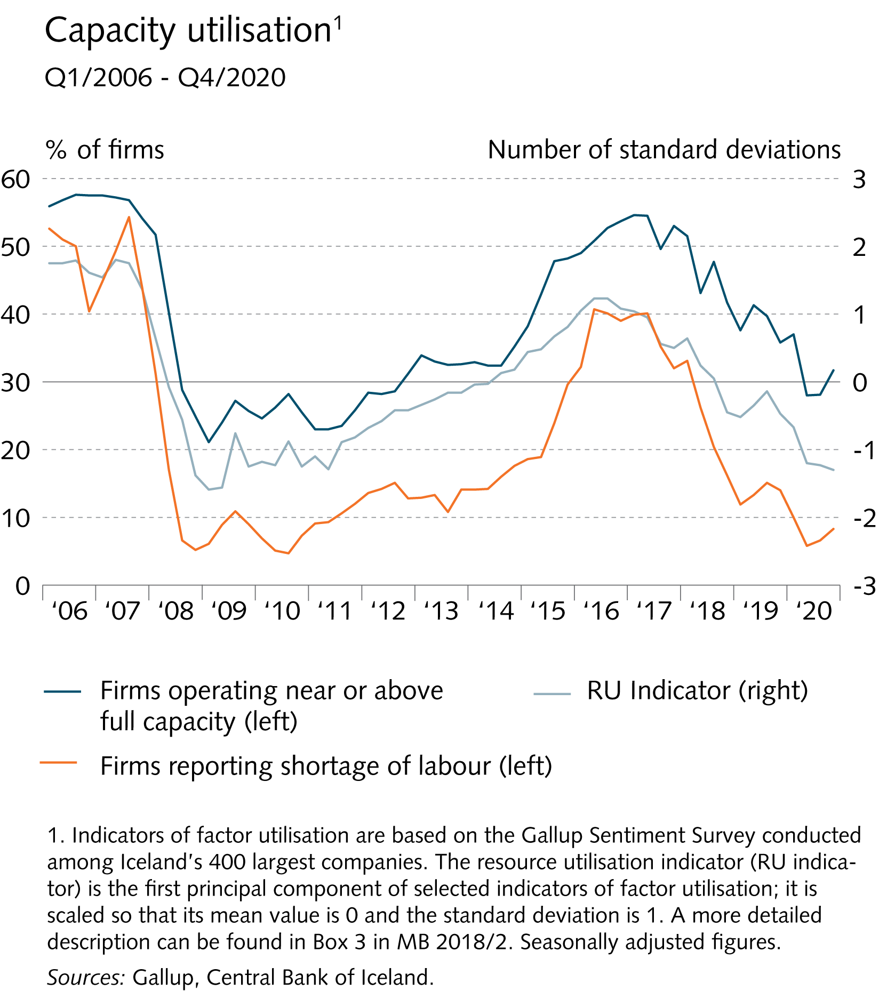 Capacity utilisation¹
Q1/2006 - Q4/2020
% of firms
Number of standard deviations
60
50
40
30
20
10
0
3
2
1
0
-1
-2
-3
‘06 ‘07 ‘08 ‘09 ‘10 ‘11 ‘12 ‘13 ‘14 ‘15 ‘16 ‘17 ‘18 ‘19 ‘20
Firms operating near or above
full capacity (left)
RU Indicator (right)
Firms reporting shortage of labour (left)
1. Indicators of factor utilisation are based on the Gallup Sentiment Survey conducted
among Iceland's 400 largest companies. The resource utilisation indicator (RU indica-
tor) is the first principal component of selected indicators of factor utilisation; it is
scaled so that its mean value is 0 and the standard deviation is 1. A more detailed
description can be found in Box 3 in MB 2018/2. Seasonally adjusted figures.
Sources: Gallup, Central Bank of Iceland.